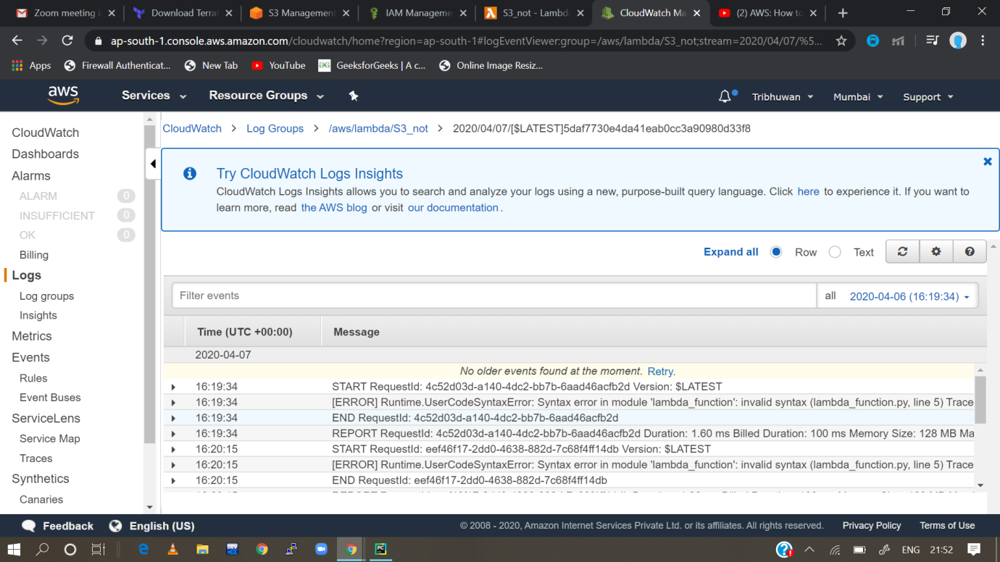 Zoom meeting i
Download Terra
S3 Management
IAM Manageme
S3_not - Lambd
CloudWatch Ma
(2) AWS: How to
ap-south-1.console.aws.amazon.com/cloudwatch/home?region=ap-south-1#logEventViewer:group=/aws/lambda/S3_not;stream=2020/04/07/%5...
Apps
Firewall Authenticat...
New Tab
YouTube
GeeksforGeeks | A c...
Online Image Resiz...
aws
Services
Resource Groups
Tribhuwan
Mumbai
Support
CloudWatch
Dashboards
Alarms
ALARM 0
INSUFFICIENT 0
OK 0
Billing
Logs
Log groups
Insights
Metrics
Events
Rules
Event Buses
ServiceLens
Service Map
Traces
Synthetics
Canaries
CloudWatch > Log Groups > /aws/lambda/S3_not > 2020/04/07/[$LATEST]5daf7730e4da41eab0cc3a90980d33f8
Try CloudWatch Logs Insights
CloudWatch Logs Insights allows you to search and analyze your logs using a new, purpose-built query language. Click here to experience it. If you want to
learn more, read the AWS blog or visit our documentation.
Expand all Row Text
Filter events
all 2020-04-06 (16:19:34)
Time (UTC +00:00) Message
2020-04-07
No older events found at the moment. Retry.
16:19:34 START RequestId: 4c52d03d-a140-4dc2-bb7b-6aad46acfb2d Version: $LATEST
16:19:34 [ERROR] Runtime.UserCodeSyntaxError: Syntax error in module 'lambda_function': invalid syntax (lambda_function.py, line 5) Trace
16:19:34 END RequestId: 4c52d03d-a140-4dc2-bb7b-6aad46acfb2d
16:19:34 REPORT RequestId: 4c52d03d-a140-4dc2-bb7b-6aad46acfb2d Duration: 1.60 ms Billed Duration: 100 ms Memory Size: 128 MB Ma
16:20:15 START RequestId: eef46f17-2dd0-4638-882d-7c68f4ff14db Version: $LATEST
16:20:15 [ERROR] Runtime.UserCodeSyntaxError: Syntax error in module 'lambda_function': invalid syntax (lambda_function.py, line 5) Trace
16:20:15 END RequestId: eef46f17-2dd0-4638-882d-7c68f4ff14db
Feedback
English (US)
© 2008 - 2020, Amazon Internet Services Private Ltd. or its affiliates. All rights reserved.
Privacy Policy
Terms of Use
DEV
PC
ENG
21:52